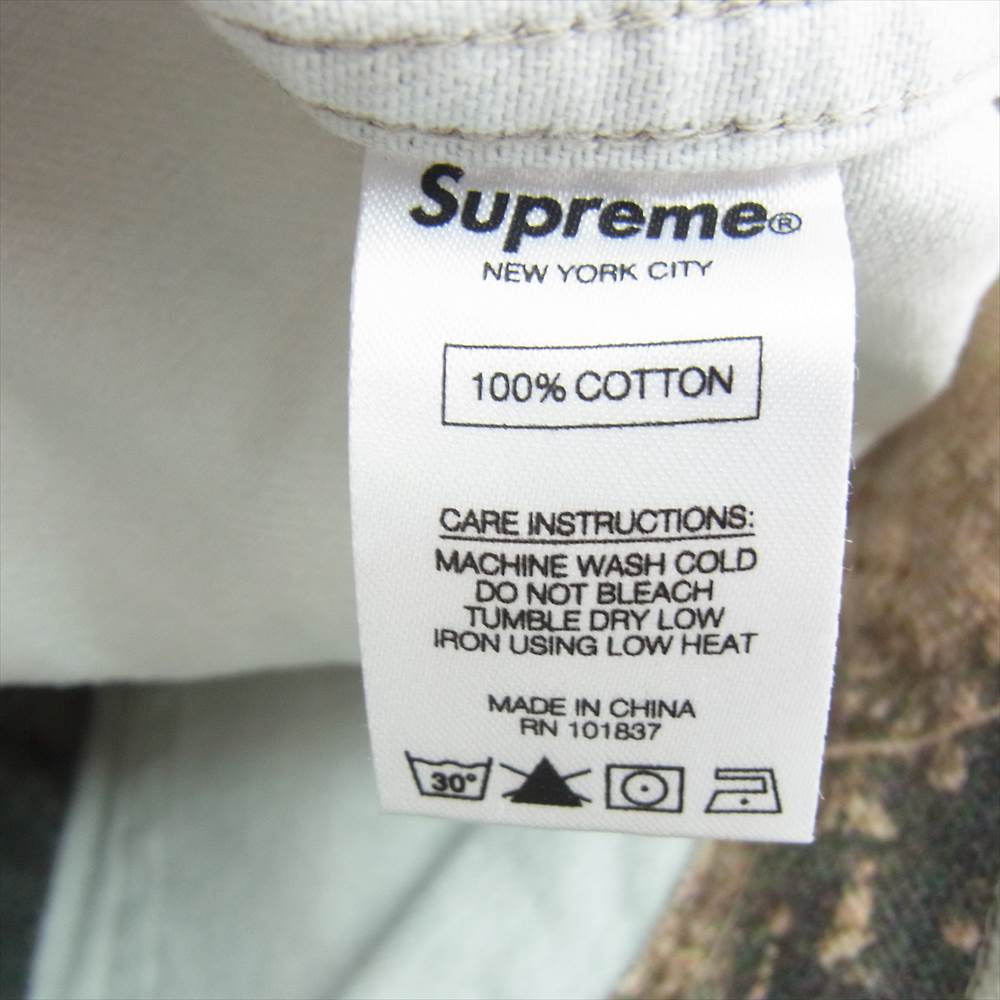 Supreme®
NEW YORK CITY
100% COTTON
CARE INSTRUCTIONS:
MACHINE WASH COLD
DO NOT BLEACH
TUMBLE DRY LOW
IRON USING LOW HEAT
MADE IN CHINA
RN 101837
30°